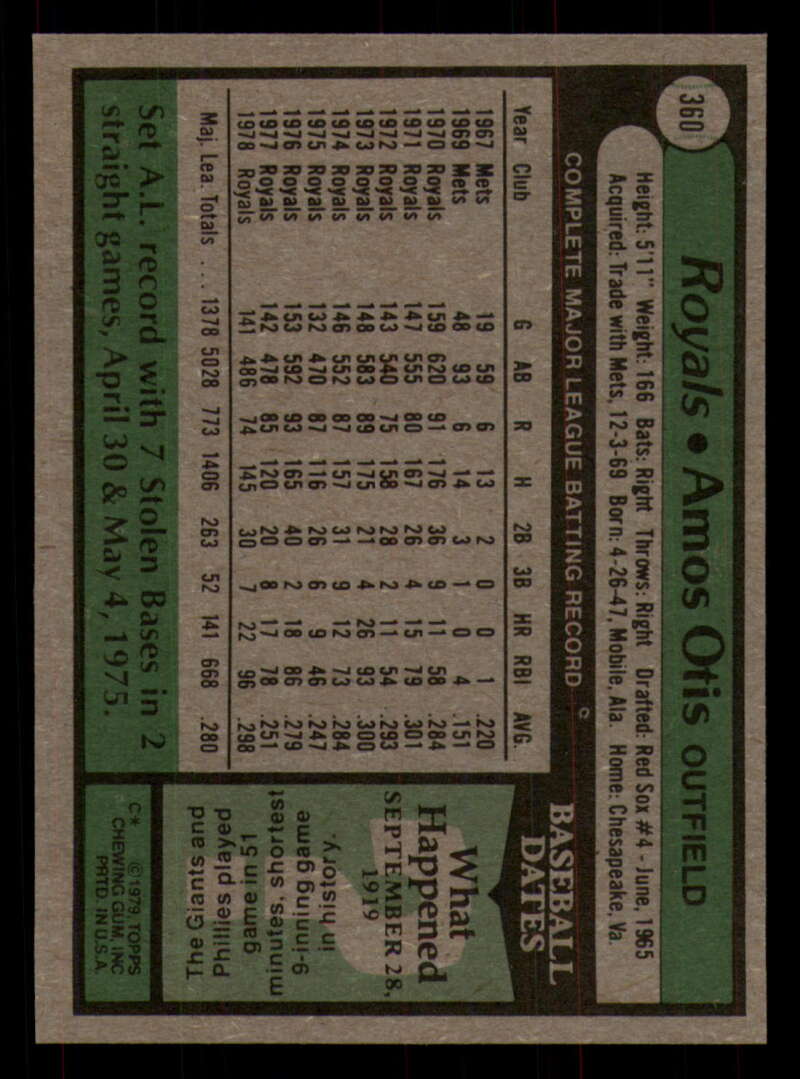 360
Royals • Amos Otis OUTFIELD
Height: 5'11" Weight: 166 Bats: Right Throws: Right Drafted: Red Sox #4 - June, 1965
Acquired: Trade with Mets, 12-3-69 Born: 4-26-47, Mobile, Ala. Home: Chesapeake, Va.
COMPLETE MAJOR LEAGUE BATTING RECORD ©
Year Club G AB R H 2B 3B HR RBI AVG.
1967 Mets 19 59 6 13 2 0 0 1 .220
1969 Mets 48 93 6 14 3 1 0 4 .151
1970 Royals 159 620 91 176 36 9 11 58 .284
1971 Royals 147 555 80 167 26 4 15 79 .301
1972 Royals 143 540 75 158 28 2 11 54 .293
1973 Royals 148 583 89 175 21 4 26 93 .300
1974 Royals 146 552 87 157 31 9 12 73 .284
1975 Royals 132 470 87 116 26 6 9 46 .247
1976 Royals 153 592 93 165 40 2 18 86 .279
1977 Royals 142 478 85 120 20 8 17 78 .251
1978 Royals 141 486 74 145 30 7 22 96 .298
Maj. Lea. Totals ... 1378 5028 773 1406 263 52 141 668 .280
Set A.L. record with 7 Stolen Bases in 2
straight games, April 30 & May 4, 1975.
BASEBALL
DATES
What
Happened
SEPTEMBER 28,
1919
The Giants and
Phillies played
game in 51
minutes, shortest
9-inning game
in history.
C* © 1979 TOPPS
CHEWING GUM, INC.
PRTD. IN U.S.A.